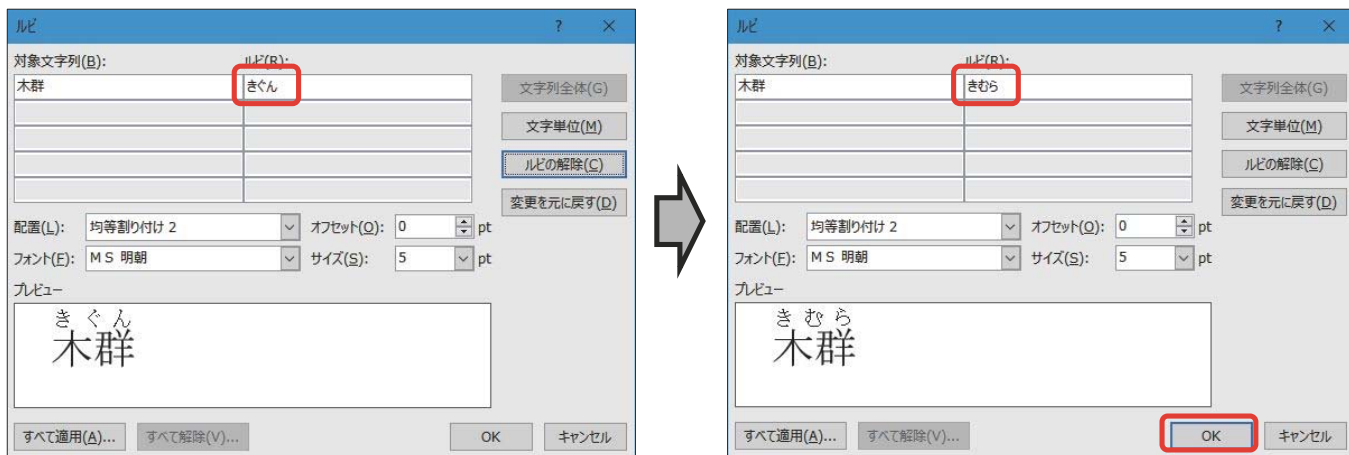 ルビ ? ×
対象文字列(B): ルビ(R):
木群 きぐん
文字列全体(G)
文字単位(M)
ルビの解除(C)
変更を元に戻す(D)
配置(L): 均等割り付け 2 オフセット(O): 0 pt
フォント(F): MS 明朝 サイズ(S): 5 pt
プレビュー
きぐん
木群
すべて適用(A)... すべて解除(V)... OK キャンセル
ルビ ? ×
対象文字列(B): ルビ(R):
木群 きむら
文字列全体(G)
文字単位(M)
ルビの解除(C)
変更を元に戻す(D)
配置(L): 均等割り付け 2 オフセット(O): 0 pt
フォント(F): MS 明朝 サイズ(S): 5 pt
プレビュー
きむら
木群
すべて適用(A)... すべて解除(V)... OK キャンセル